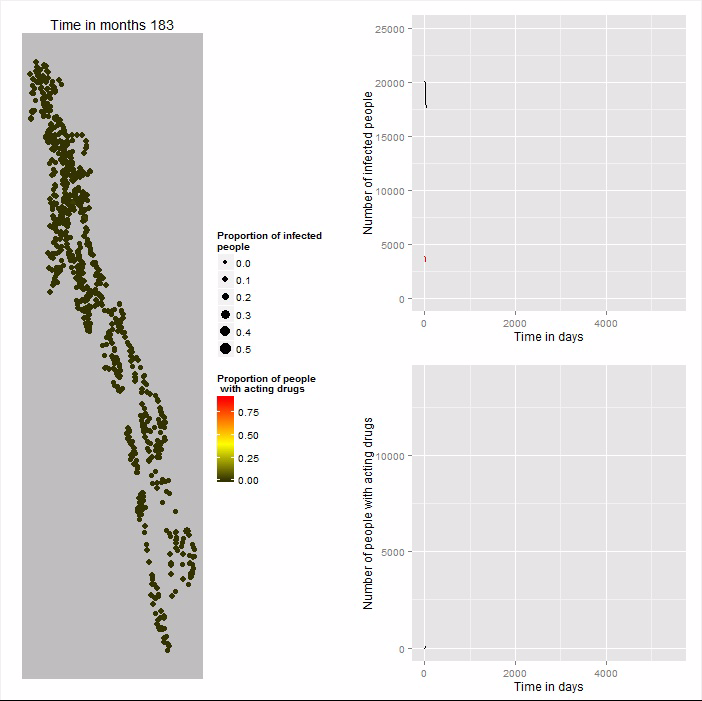 Time in months 183
Proportion of infected
people
0.0
0.1
0.2
0.3
0.4
0.5
Proportion of people
with acting drugs
0.75
0.50
0.25
0.00
Number of infected people
25000
20000
15000
10000
5000
0
0 2000 4000
Time in days
Number of people with acting drugs
10000
5000
0
0 2000 4000
Time in days